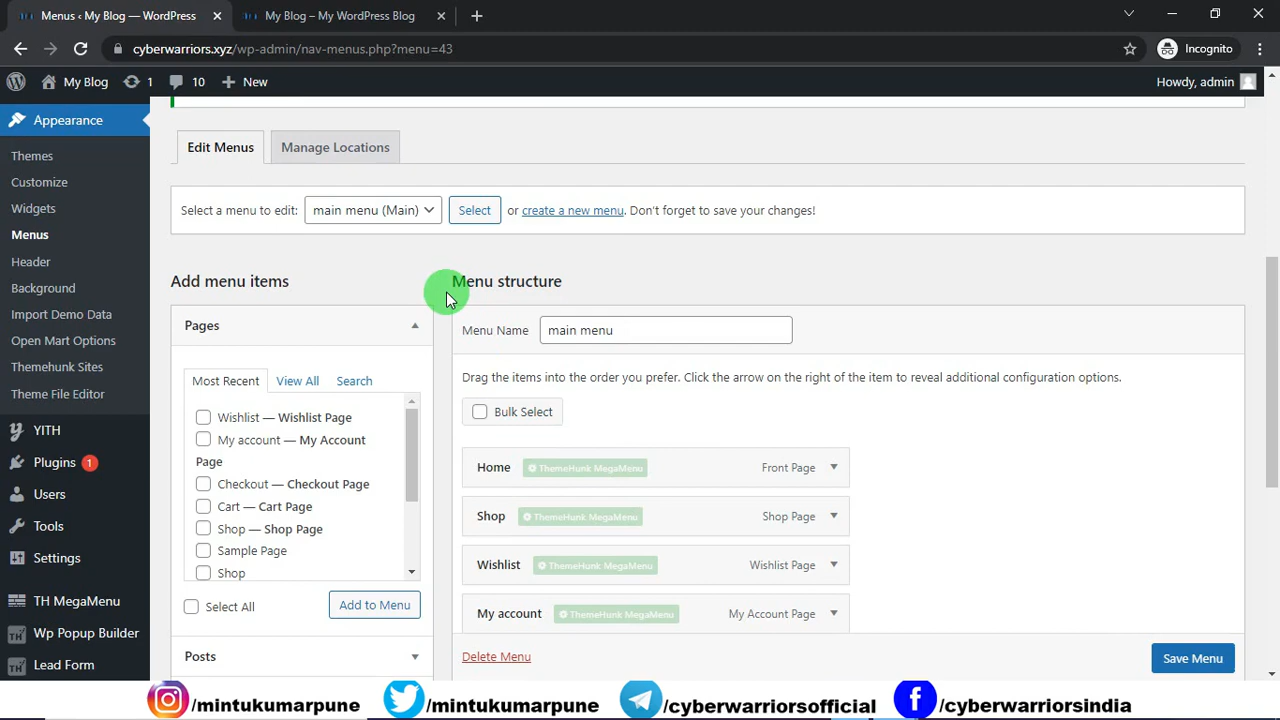 Menus ‹ My Blog — WordPress
My Blog – My WordPress Blog
cyberwarriors.xyz/wp-admin/nav-menus.php?menu=43
Incognito
My Blog 1 10 New
Howdy, admin
Appearance
Themes
Customize
Widgets
Menus
Header
Background
Import Demo Data
Open Mart Options
Themehunk Sites
Theme File Editor
YITH
Plugins 1
Users
Tools
Settings
TH MegaMenu
Wp Popup Builder
Lead Form
Edit Menus
Manage Locations
Select a menu to edit: main menu (Main) Select or create a new menu. Don't forget to save your changes!
Add menu items
Pages
Most Recent View All Search
Wishlist — Wishlist Page
My account — My Account
Page
Checkout — Checkout Page
Cart — Cart Page
Shop — Shop Page
Sample Page
Shop
Select All
Add to Menu
Posts
Menu structure
Menu Name main menu
Drag the items into the order you prefer. Click the arrow on the right of the item to reveal additional configuration options.
Bulk Select
Home ThemeHunk MegaMenu Front Page
Shop ThemeHunk MegaMenu Shop Page
Wishlist ThemeHunk MegaMenu Wishlist Page
My account ThemeHunk MegaMenu My Account Page
Delete Menu
Save Menu
/mintukumarpune /mintukumarpune /cyberwarriorsofficial /cyberwarriorsindia